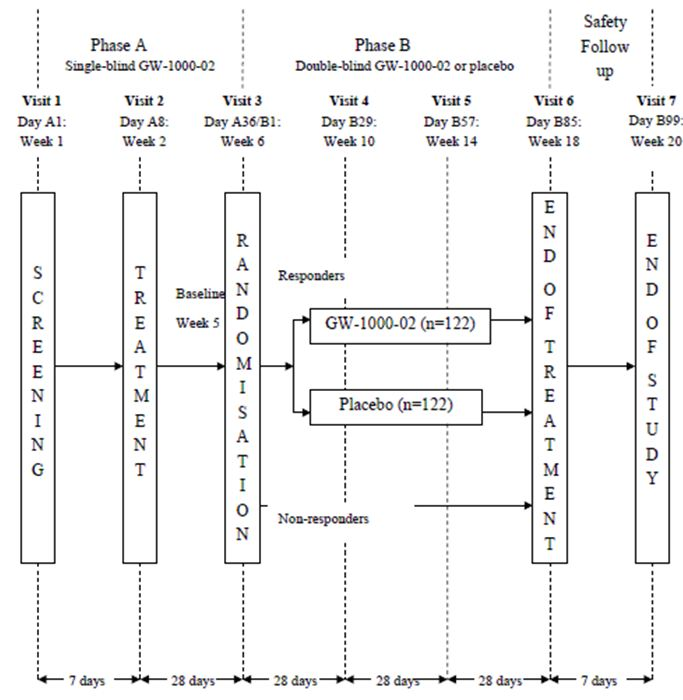 Safety
Follow
up
Phase A
Single-blind GW-1000-02
Phase B
Double-blind GW-1000-02 or placebo
Visit 1
Day A1:
Week 1
Visit 2
Day A8:
Week 2
Visit 3
Day A36/B1:
Week 6
Visit 4
Day B29:
Week 10
Visit 5
Day B57:
Week 14
Visit 6
Day B85:
Week 18
Visit 7
Day B99:
Week 20
SCREENING
TREATMENT
Baseline
Week 5
RANDOMISATION
Responders
GW-1000-02 (n=122)
Placebo (n=122)
Non-responders
END OF TREATMENT
END OF STUDY
7 days
28 days
28 days
28 days
28 days
7 days